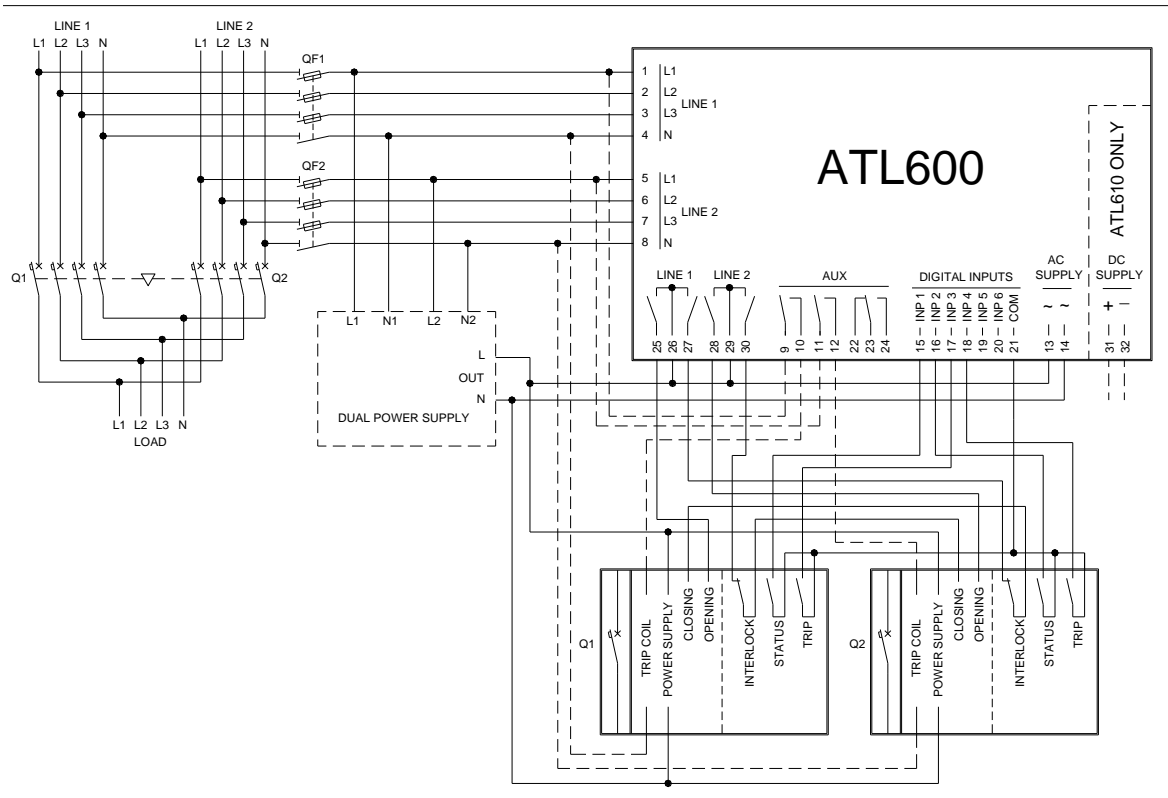 LINE 1
LINE 2
L1 L2 L3 N
L1 L2 L3 N
QF1
1 L1
2 L2
3 L3
4 N
LINE 1
QF2
5 L1
6 L2
7 L3
8 N
LINE 2
ATL600
ATL610 ONLY
Q1
Q2
LINE 1
LINE 2
AUX
DIGITAL INPUTS
AC
SUPPLY
DC
SUPPLY
INP 1
INP 2
INP 3
INP 4
INP 5
INP 6
COM
~ ~
+ −
25 26 27 28 29 30 9 10 11 12 22 23 24 15 16 17 18 19 20 21 13 14 31 32
L1 N1 L2 N2
L
OUT
N
DUAL POWER SUPPLY
L1 L2 L3 N
LOAD
Q1
TRIP COIL
POWER SUPPLY
CLOSING
OPENING
INTERLOCK
STATUS
TRIP
Q2
TRIP COIL
POWER SUPPLY
CLOSING
OPENING
INTERLOCK
STATUS
TRIP